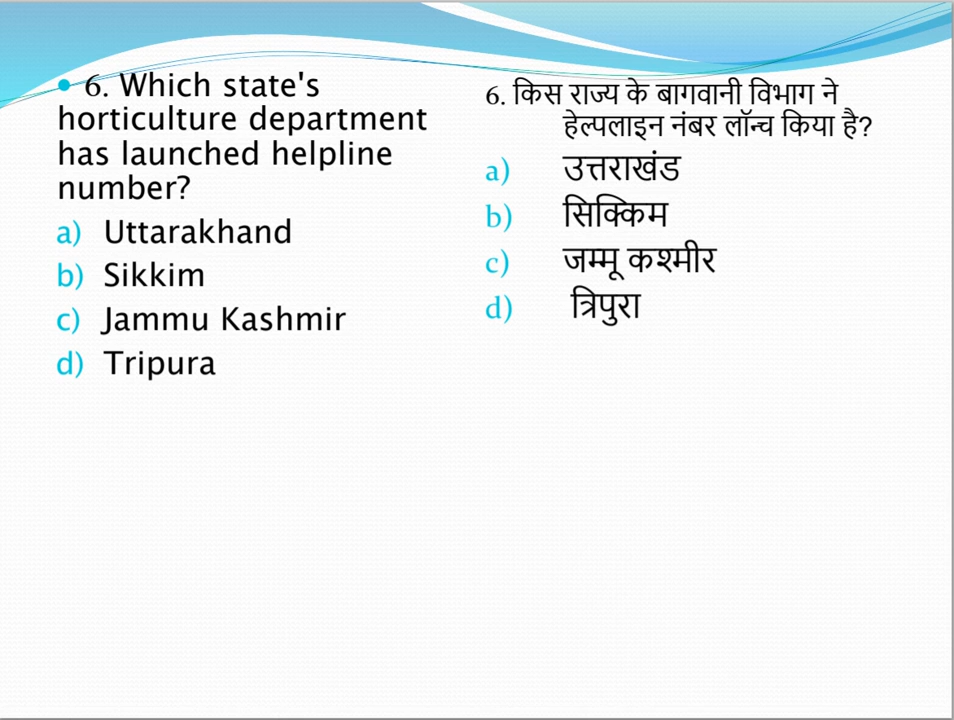 6. Which state's
horticulture department
has launched helpline
number?
a) Uttarakhand
b) Sikkim
c) Jammu Kashmir
d) Tripura
6. किस राज्य के बागवानी विभाग ने
हेल्पलाइन नंबर लॉन्च किया है?
a) उत्तराखंड
b) सिक्किम
c) जम्मू कश्मीर
d) त्रिपुरा